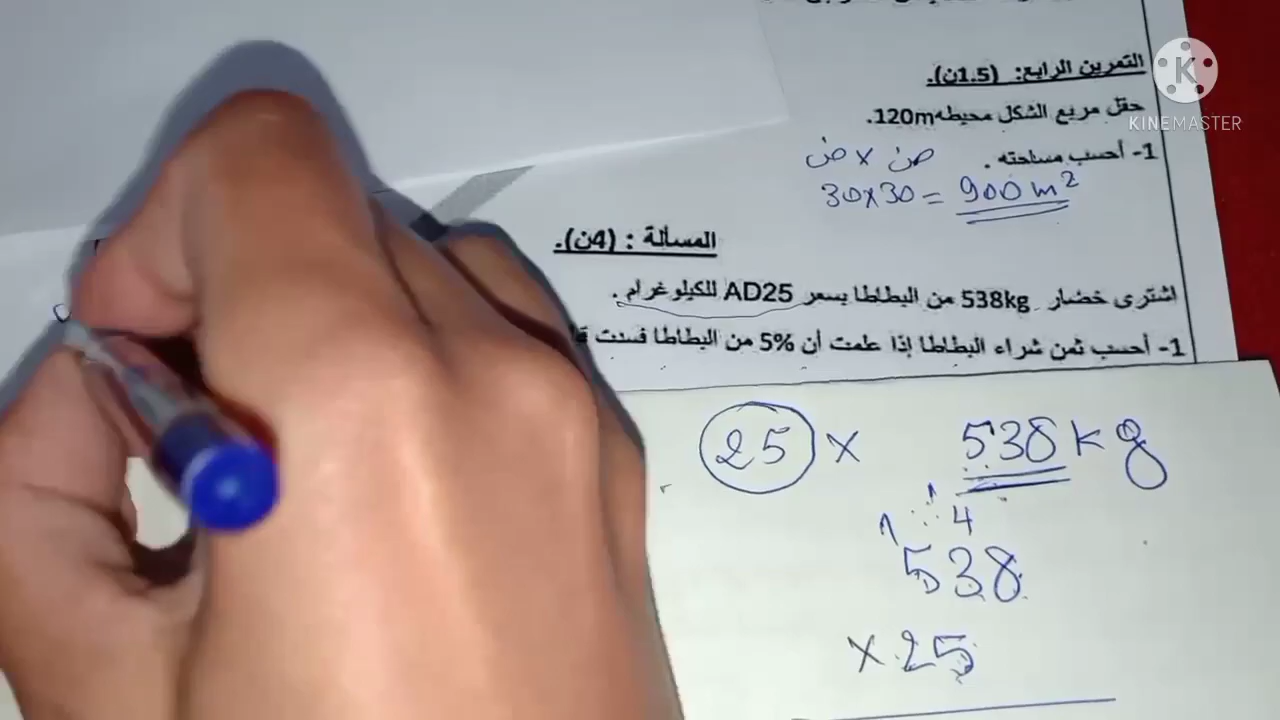 التمرين الرابع: (1.5ن).
حقل مربع الشكل محيطه 120m.
1- أحسب مساحته .
ض x ض
30x30 = 900 m²
المسألة : (4ن).
اشترى خضار 538kg من البطاطا بسعر AD25 للكيلوغرام .
1- أحسب ثمن شراء البطاطا إذا علمت أن 5% من البطاطا فسدت
25 x 538 kg
1 1 4
538
x 25
K
KINEMASTER